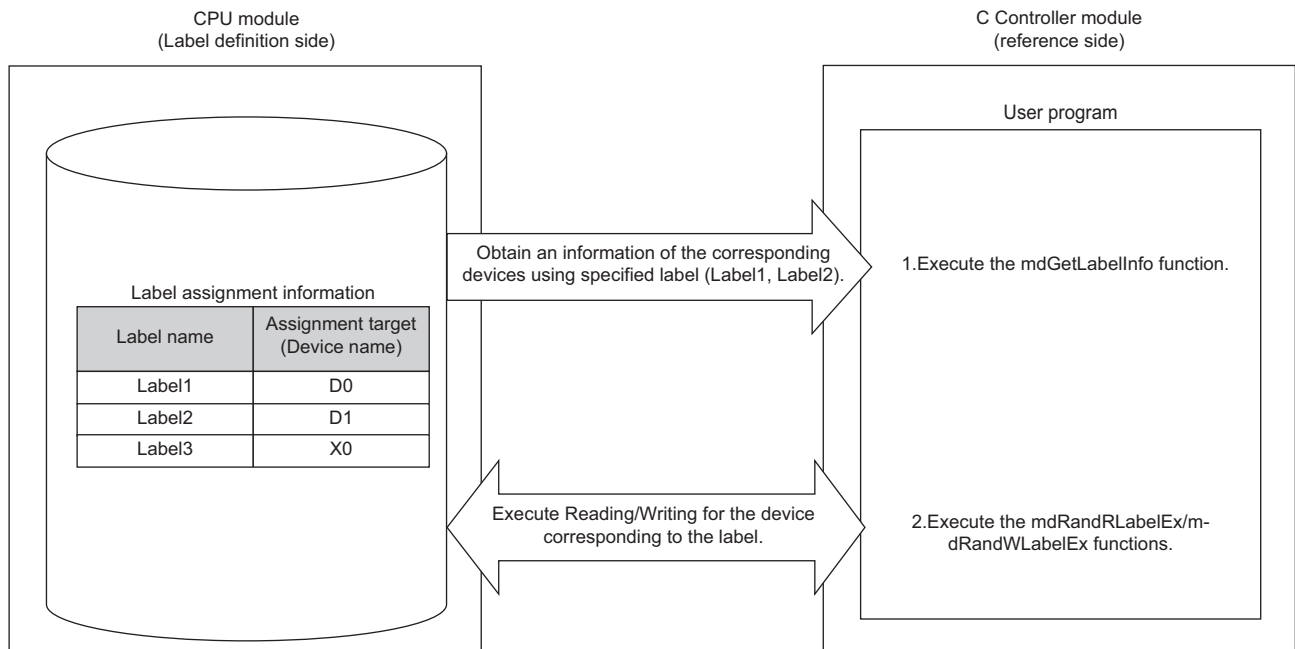 CPU module
(Label definition side)
C Controller module
(reference side)
User program
Obtain an information of the corresponding
devices using specified label (Label1, Label2).
1.Execute the mdGetLabelInfo function.
Label assignment information
Label name
Assignment target
(Device name)
Label1
D0
Label2
D1
Label3
X0
Execute Reading/Writing for the device
corresponding to the label.
2.Execute the mdRandRLabelEx/m-
dRandWLabelEx functions.